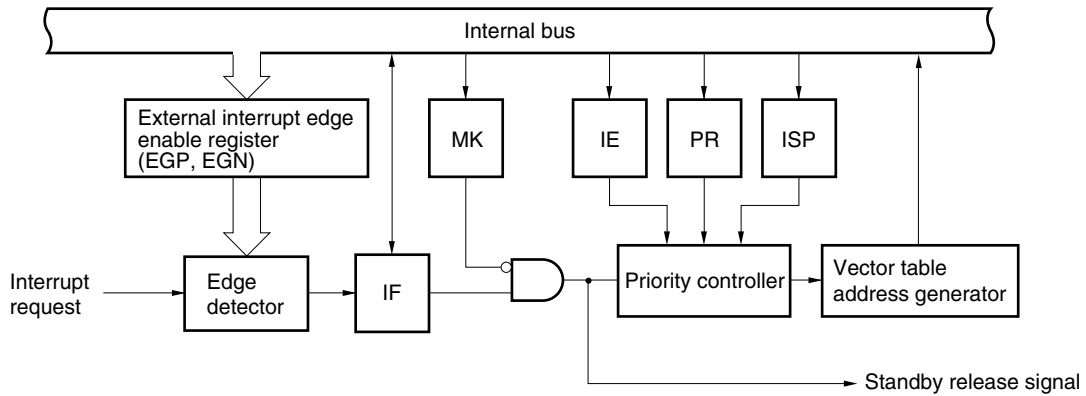 Internal bus
External interrupt edge
enable register
(EGP, EGN)
MK
IE
PR
ISP
Interrupt
request
Edge
detector
IF
Priority controller
Vector table
address generator
Standby release signal